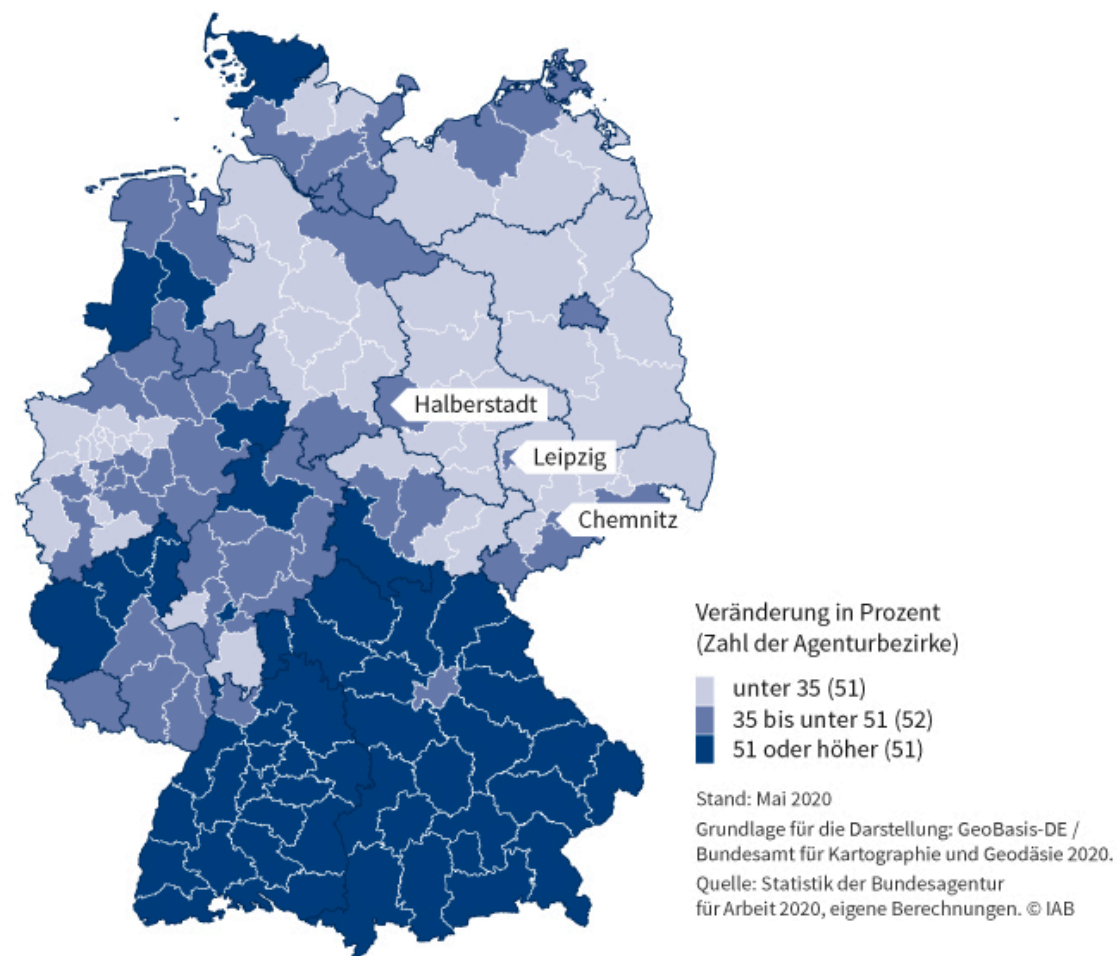 Halberstadt
Leipzig
Chemnitz
Veränderung in Prozent
(Zahl der Agenturbezirke)
unter 35 (51)
35 bis unter 51 (52)
51 oder höher (51)
Stand: Mai 2020
Grundlage für die Darstellung: GeoBasis-DE /
Bundesamt für Kartographie und Geodäsie 2020.
Quelle: Statistik der Bundesagentur
für Arbeit 2020, eigene Berechnungen. © IAB